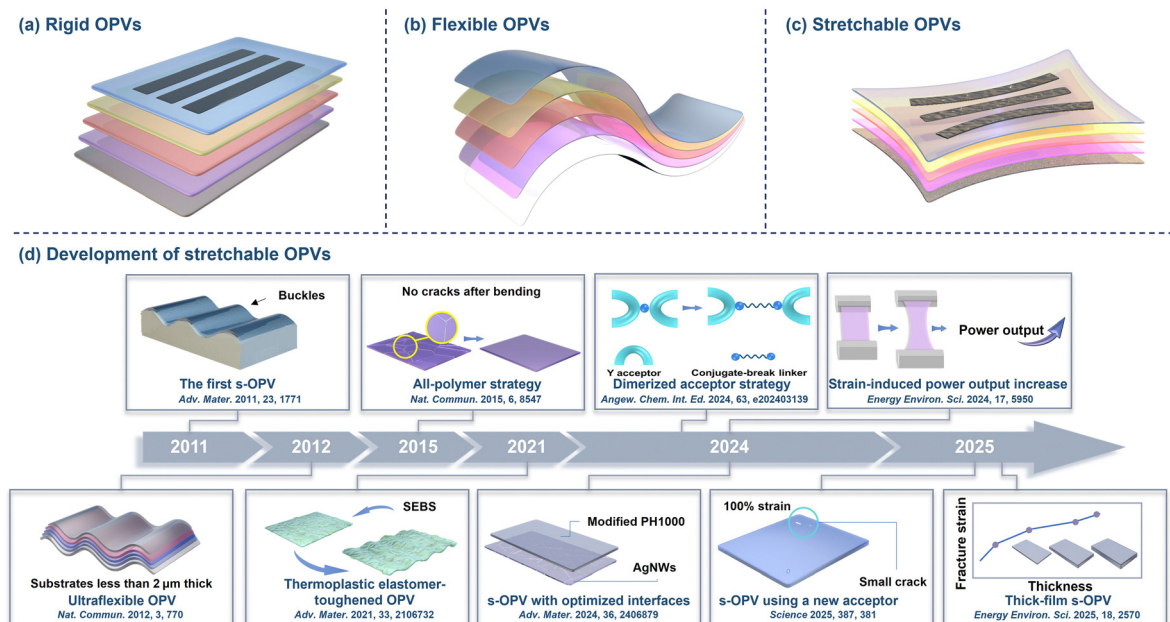 (a) Rigid OPVs
(b) Flexible OPVs
(c) Stretchable OPVs
(d) Development of stretchable OPVs
Buckles
The first s-OPV
Adv. Mater. 2011, 23, 1771
No cracks after bending
All-polymer strategy
Nat. Commun. 2015, 6, 8547
Y acceptor
Conjugate-break linker
Dimerized acceptor strategy
Angew. Chem. Int. Ed. 2024, 63, e202403139
Power output
Strain-induced power output increase
Energy Environ. Sci. 2024, 17, 5950
2011
2012
2015
2021
2024
2025
Substrates less than 2 μm thick
Ultraflexible OPV
Nat. Commun. 2012, 3, 770
SEBS
Thermoplastic elastomer-
toughened OPV
Adv. Mater. 2021, 33, 2106732
Modified PH1000
AgNWs
s-OPV with optimized interfaces
Adv. Mater. 2024, 36, 2406879
100% strain
Small crack
s-OPV using a new acceptor
Science 2025, 387, 381
Fracture strain
Thickness
Thick-film s-OPV
Energy Environ. Sci. 2025, 18, 2570